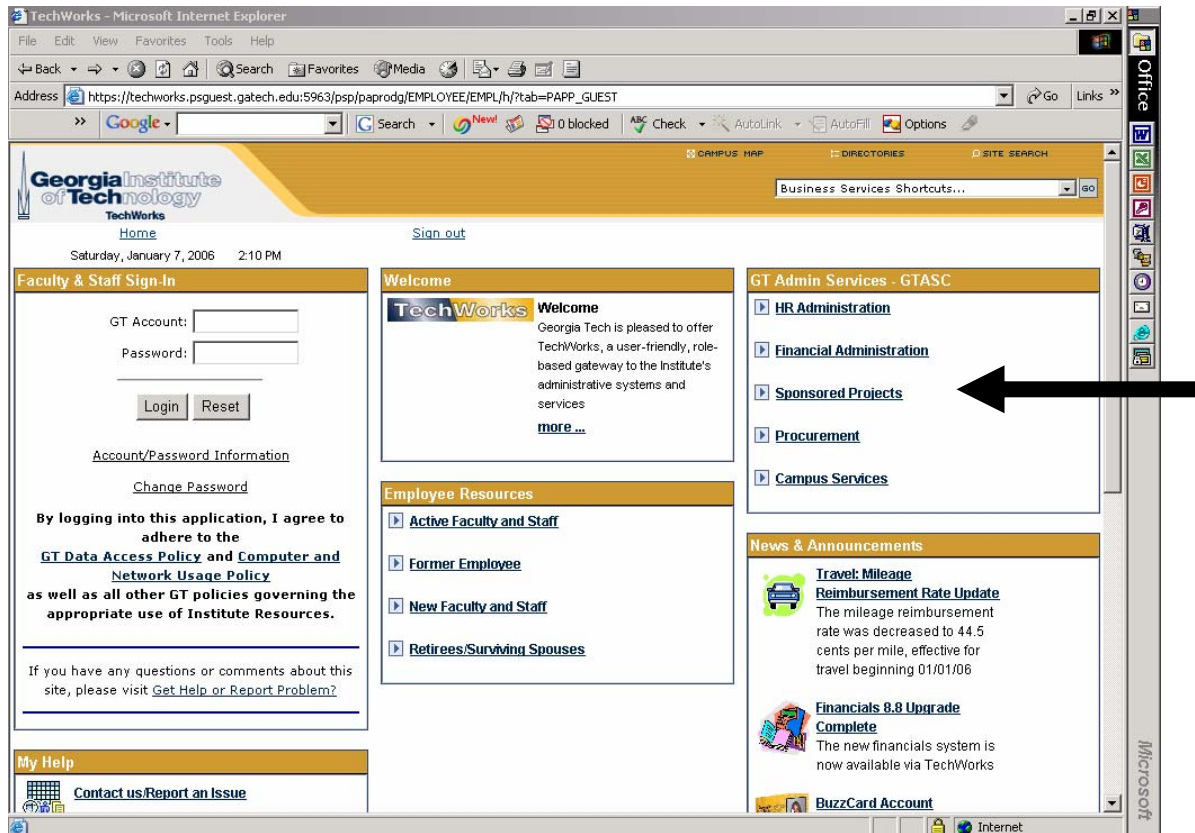 TechWorks - Microsoft Internet Explorer
File Edit View Favorites Tools Help
Back Search Favorites Media
Address https://techworks.psguest.gatech.edu:5963/psp/paprodg/EMPLOYEE/EMPL/h/?tab=PAPP_GUEST Go Links »
» Google Search New! 0 blocked ABC Check AutoLink AutoFill Options
CAMPUS MAP DIRECTORIES SITE SEARCH
Georgia Institute
of Technology
TechWorks
Business Services Shortcuts... GO
Home Sign out
Saturday, January 7, 2006 2:10 PM
Faculty & Staff Sign-In
GT Account:
Password:
Login Reset
Account/Password Information
Change Password
By logging into this application, I agree to
adhere to the
GT Data Access Policy and Computer and
Network Usage Policy
as well as all other GT policies governing the
appropriate use of Institute Resources.
If you have any questions or comments about this
site, please visit Get Help or Report Problem?
My Help
Contact us/Report an Issue
Welcome
TechWorks
Welcome
Georgia Tech is pleased to offer
TechWorks, a user-friendly, role-
based gateway to the Institute's
administrative systems and
services
more ...
Employee Resources
Active Faculty and Staff
Former Employee
New Faculty and Staff
Retirees/Surviving Spouses
GT Admin Services - GTASC
HR Administration
Financial Administration
Sponsored Projects
Procurement
Campus Services
News & Announcements
Travel: Mileage
Reimbursement Rate Update
The mileage reimbursement
rate was decreased to 44.5
cents per mile, effective for
travel beginning 01/01/06
Financials 8.8 Upgrade
Complete
The new financials system is
now available via TechWorks
BuzzCard Account
Internet
Office
Microsoft